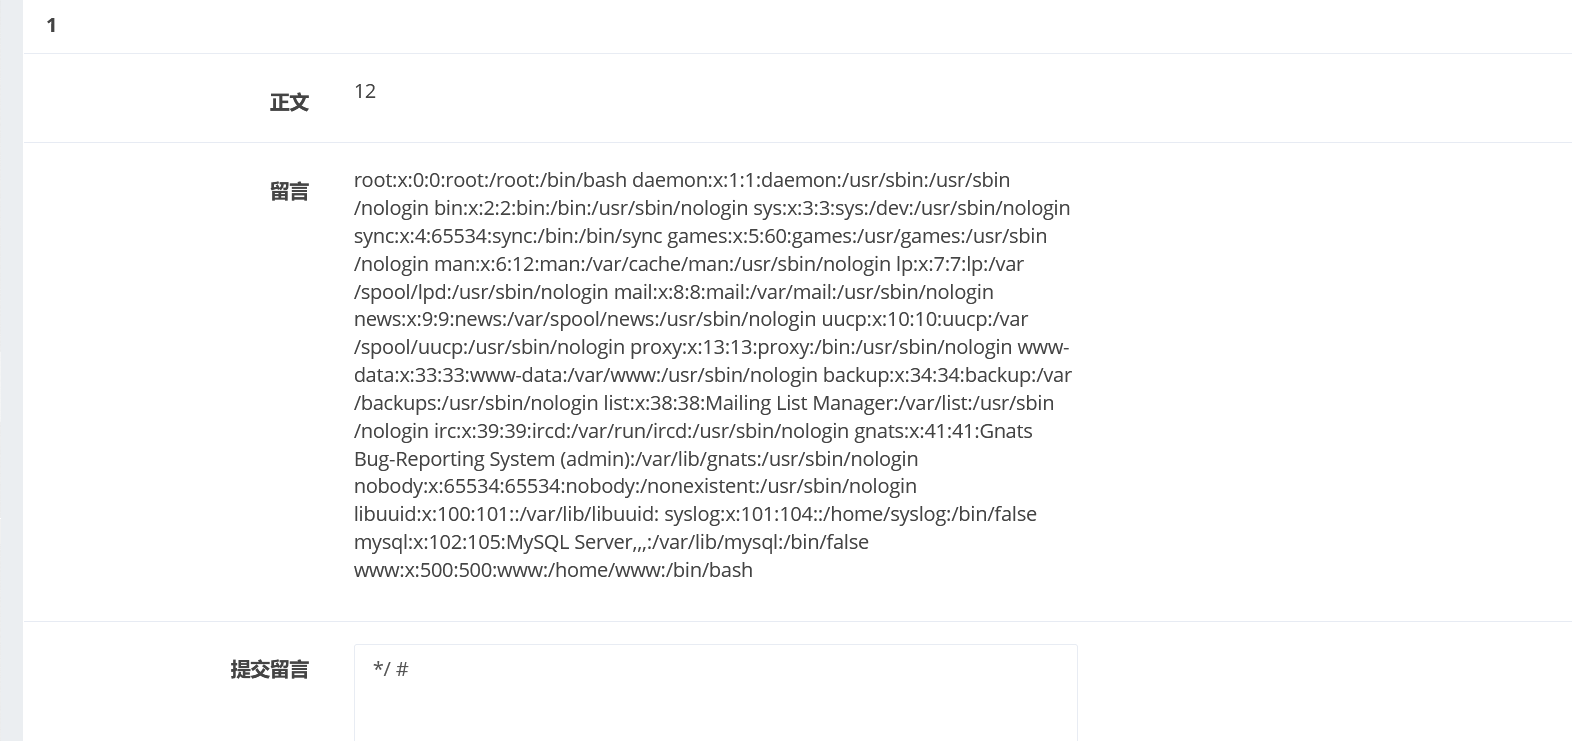 1
正文
12
留言
root:x:0:0:root:/root:/bin/bash daemon:x:1:1:daemon:/usr/sbin:/usr/sbin
/nologin bin:x:2:2:bin:/bin:/usr/sbin/nologin sys:x:3:3:sys:/dev:/usr/sbin/nologin
sync:x:4:65534:sync:/bin:/bin/sync games:x:5:60:games:/usr/games:/usr/sbin
/nologin man:x:6:12:man:/var/cache/man:/usr/sbin/nologin lp:x:7:7:lp:/var
/spool/lpd:/usr/sbin/nologin mail:x:8:8:mail:/var/mail:/usr/sbin/nologin
news:x:9:9:news:/var/spool/news:/usr/sbin/nologin uucp:x:10:10:uucp:/var
/spool/uucp:/usr/sbin/nologin proxy:x:13:13:proxy:/bin:/usr/sbin/nologin www-
data:x:33:33:www-data:/var/www:/usr/sbin/nologin backup:x:34:34:backup:/var
/backups:/usr/sbin/nologin list:x:38:38:Mailing List Manager:/var/list:/usr/sbin
/nologin irc:x:39:39:ircd:/var/run/ircd:/usr/sbin/nologin gnats:x:41:41:Gnats
Bug-Reporting System (admin):/var/lib/gnats:/usr/sbin/nologin
nobody:x:65534:65534:nobody:/nonexistent:/usr/sbin/nologin
libuuid:x:100:101::/var/lib/libuuid: syslog:x:101:104::/home/syslog:/bin/false
mysql:x:102:105:MySQL Server,,,:/var/lib/mysql:/bin/false
www:x:500:500:www:/home/www:/bin/bash
提交留言
*/ #